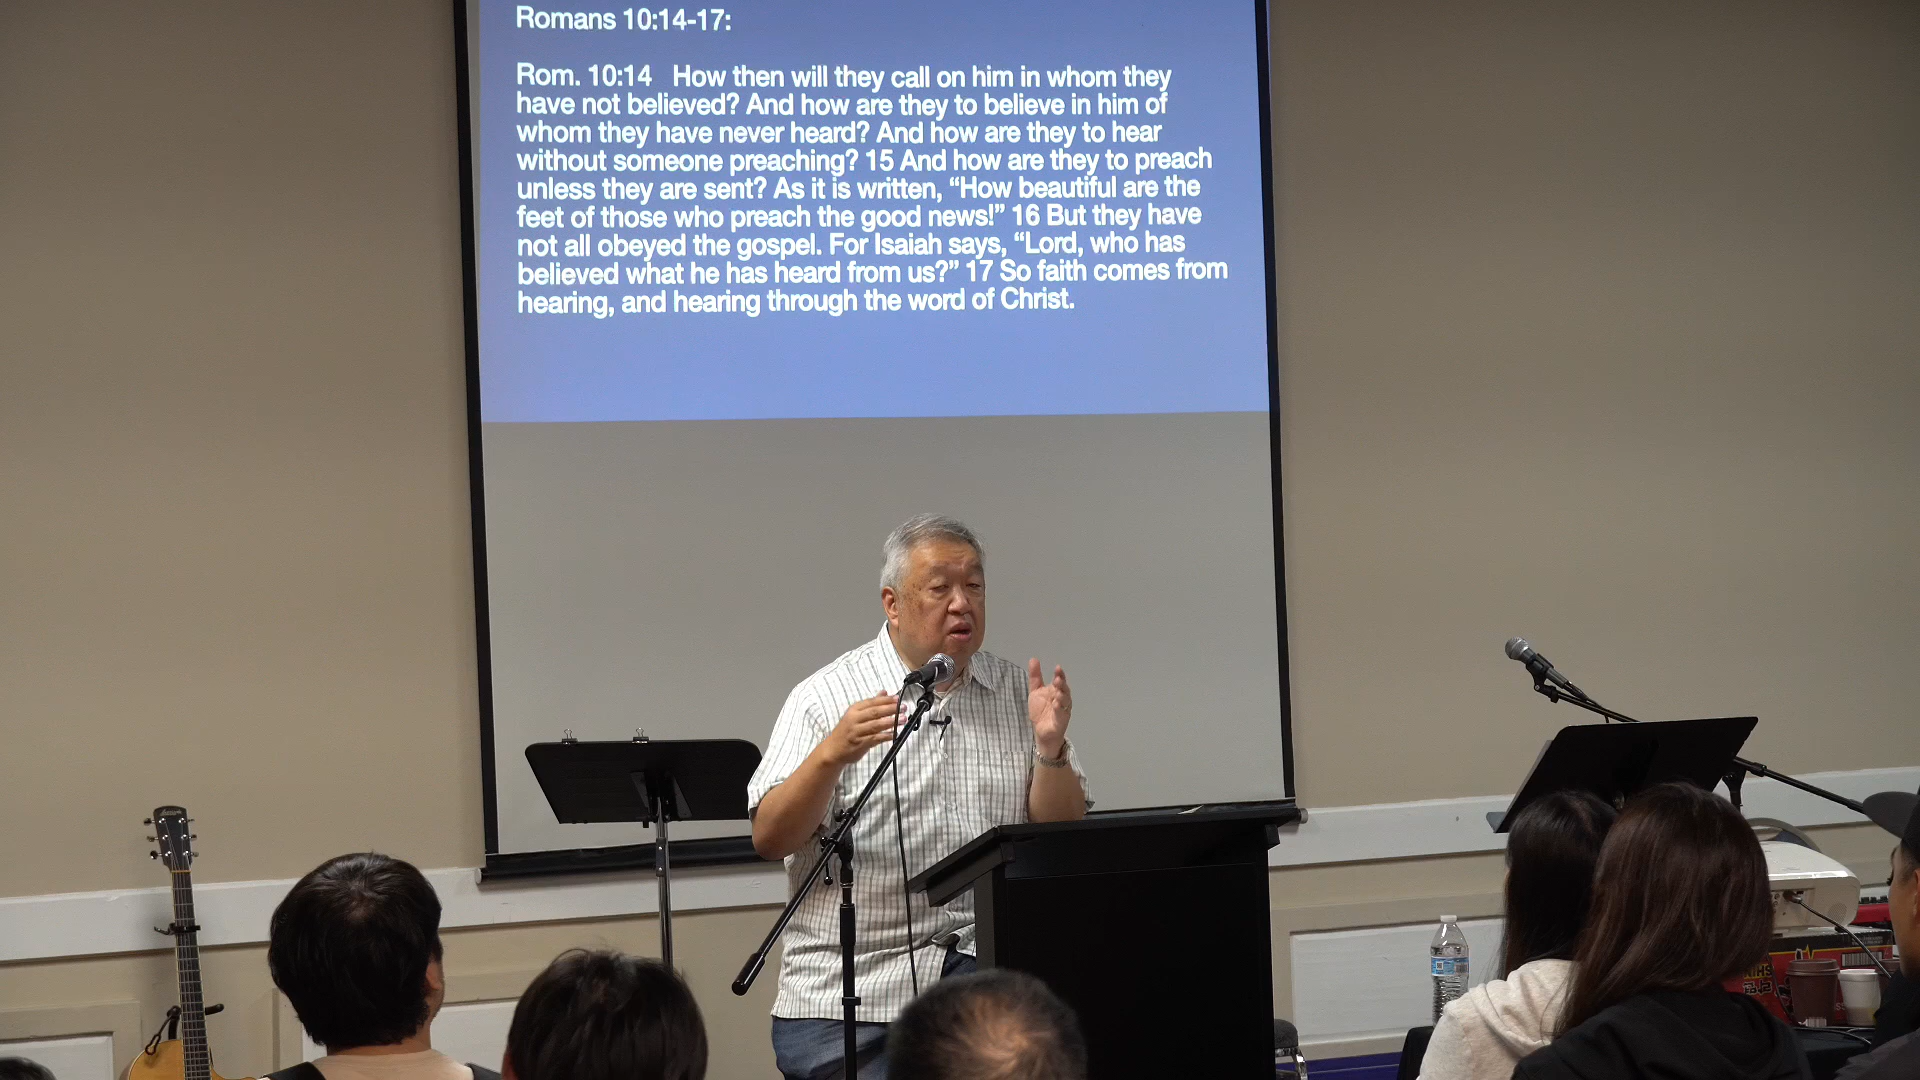 Romans 10:14-17:
Rom. 10:14 How then will they call on him in whom they
have not believed? And how are they to believe in him of
whom they have never heard? And how are they to hear
without someone preaching? 15 And how are they to preach
unless they are sent? As it is written, “How beautiful are the
feet of those who preach the good news!” 16 But they have
not all obeyed the gospel. For Isaiah says, “Lord, who has
believed what he has heard from us?” 17 So faith comes from
hearing, and hearing through the word of Christ.